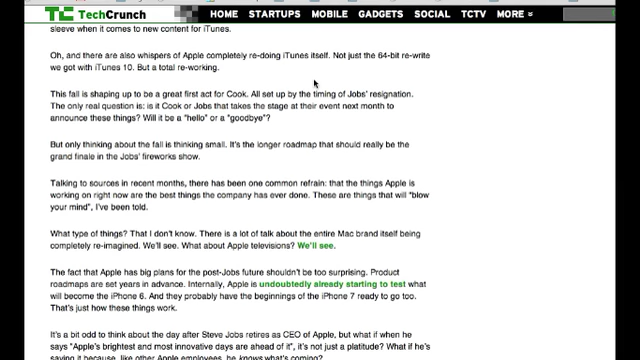 TC TechCrunch HOME STARTUPS MOBILE GADGETS SOCIAL TCTV MORE
sleeve when it comes to new content for iTunes.
Oh, and there are also whispers of Apple completely re-doing iTunes itself. Not just the 64-bit re-write
we got with iTunes 10. But a total re-working.
This fall is shaping up to be a great first act for Cook. All set up by the timing of Jobs' resignation.
The only real question is: is it Cook or Jobs that takes the stage at their event next month to
announce these things? Will it be a "hello" or a "goodbye"?
But only thinking about the fall is thinking small. It's the longer roadmap that should really be the
grand finale in the Jobs' fireworks show.
Talking to sources in recent months, there has been one common refrain: that the things Apple is
working on right now are the best things the company has ever done. These are things that will "blow
your mind", I've been told.
What type of things? That I don't know. There is a lot of talk about the entire Mac brand itself being
completely re-imagined. We'll see. What about Apple televisions? We'll see.
The fact that Apple has big plans for the post-Jobs future shouldn't be too surprising. Product
roadmaps are set years in advance. Internally, Apple is undoubtedly already starting to test what
will become the iPhone 6. And they probably have the beginnings of the iPhone 7 ready to go too.
That's just how these things work.
It's a bit odd to think about the day after Steve Jobs retires as CEO of Apple, but what if when he
says "Apple's brightest and most innovative days are ahead of it", it's not just a platitude? What if he's
saying it because, like other Apple employees, he knows what's coming?